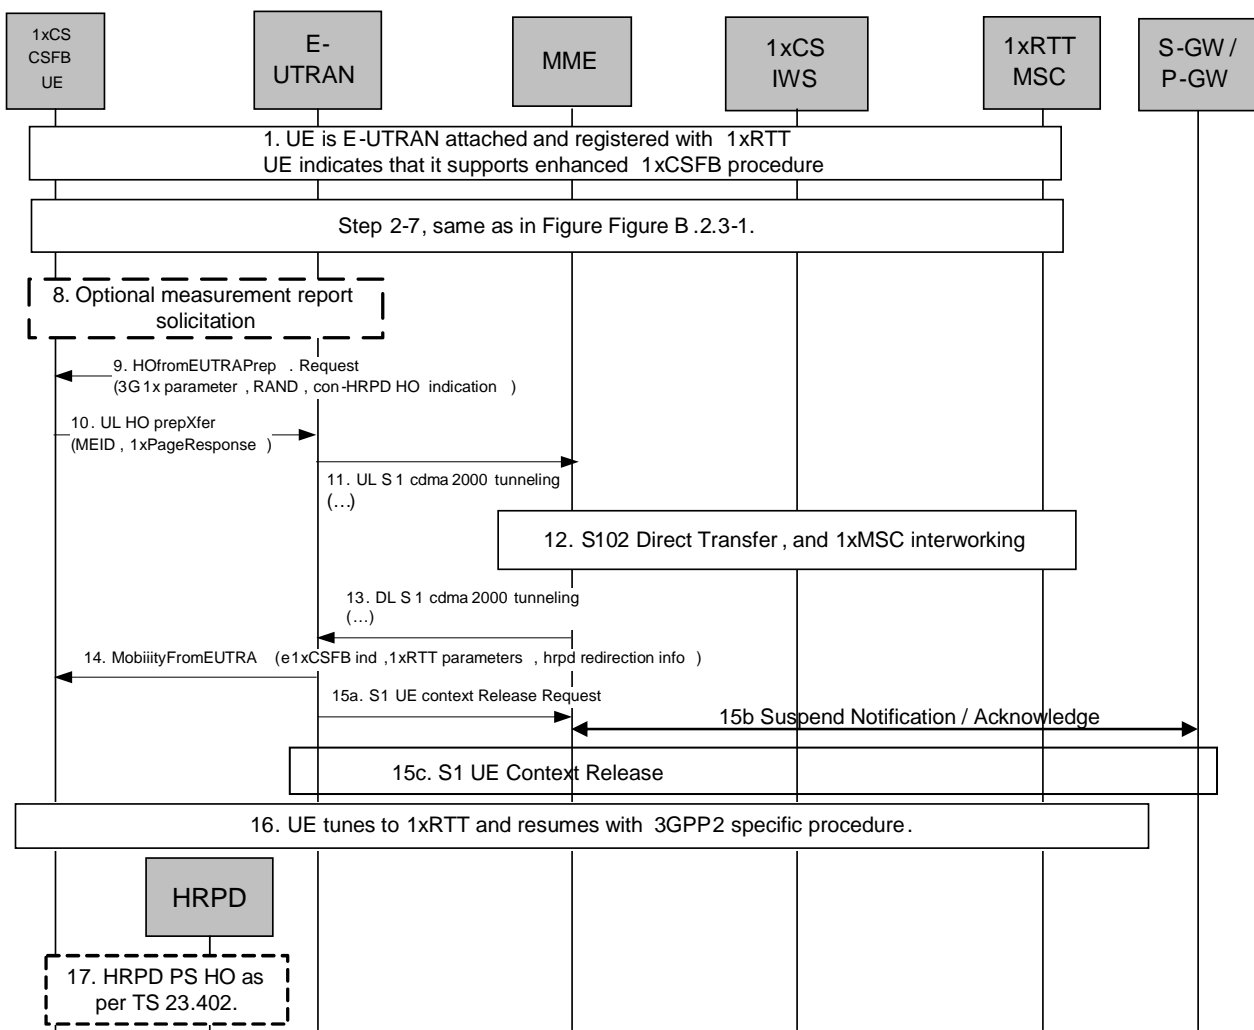 1xCS
CSFB
UE
E-
UTRAN
MME
1xCS
IWS
1xRTT
MSC
S-GW /
P-GW
1. UE is E-UTRAN attached and registered with 1xRTT
UE indicates that it supports enhanced 1xCSFB procedure
Step 2-7, same as in Figure Figure B .2.3-1.
8. Optional measurement report
solicitation
9. HOfromEUTRAPrep . Request
(3G1x parameter , RAND , con-HRPD HO indication )
10. UL HO prepXfer
(MEID , 1xPageResponse )
11. UL S1 cdma 2000 tunneling
(...)
12. S102 Direct Transfer , and 1xMSC interworking
13. DL S1 cdma 2000 tunneling
(...)
14. MobiiityFromEUTRA (e1xCSFB ind ,1xRTT parameters , hrpd redirection info )
15a. S1 UE context Release Request
15b Suspend Notification / Acknowledge
15c. S1 UE Context Release
16. UE tunes to 1xRTT and resumes with 3GPP2 specific procedure.
HRPD
17. HRPD PS HO as
per TS 23.402.